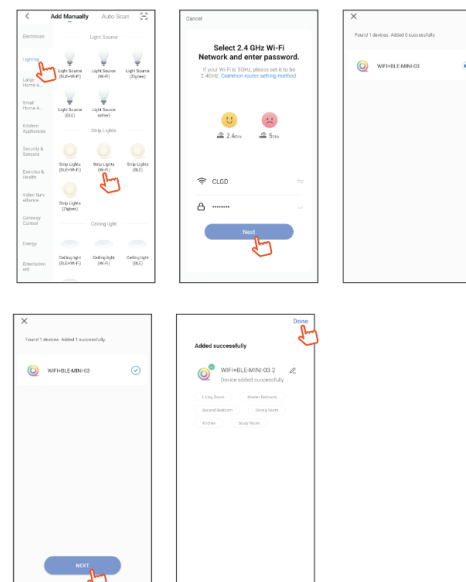 Add Manually Auto Scan
Electrician
Light Source
Lighting
Light Source
(BLE+Wi-Fi)
Light Source
(Wi-Fi)
Light Source
(Zigbee)
Large
Home A...
Small
Home A...
Light Source
(BLE)
Light Source
(other)
Kitchen
Appliances
Strip Lights
Security &
Sensors
Strip Lights
(BLE+Wi-Fi)
Strip Lights
(Wi-Fi)
Strip Lights
(BLE)
Exercise &
Health
Video Surv
eillance
Strip Lights
(Zigbee)
Gateway
Control
Ceiling light
Energy
Ceiling light
(BLE+Wi-Fi)
Ceiling light
(Wi-Fi)
Ceiling light
(BLE)
Entertainm
ent
Cancel
Select 2.4 GHz Wi-Fi
Network and enter password.
If your Wi-Fi is 5GHz, please set it to be
2.4GHz. Common router setting method
2.4GHz
5GHz
CLGD
Next
Found 1 devices. Added 0 successfully.
WIFI+BLE-MINI-03
Found 1 devices. Added 1 successfully.
WIFI+BLE-MINI-03
NEXT
Done
Added successfully
WIFI+BLE-MINI-03 2
Device added successfully
Living Room
Master Bedroom
Second Bedroom
Dining Room
Kitchen
Study Room